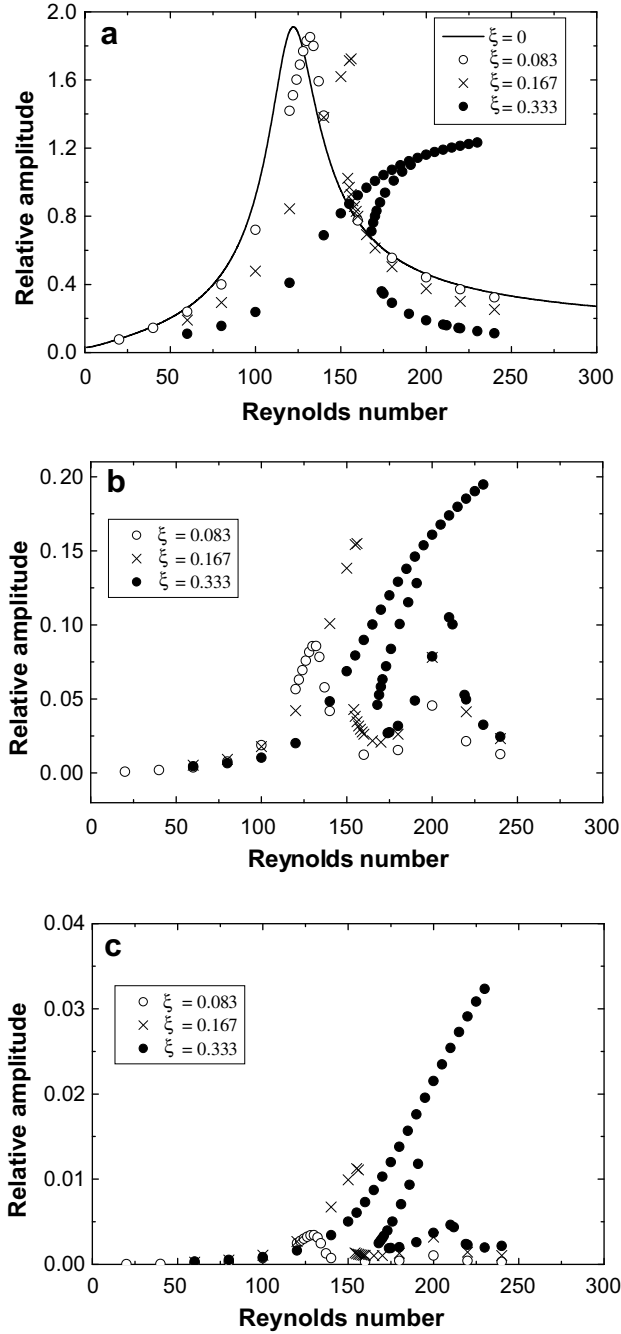 a
ξ = 0
ξ = 0.083
ξ = 0.167
ξ = 0.333
2.0
1.6
1.2
0.8
0.4
0.0
Relative amplitude
0 50 100 150 200 250 300
Reynolds number
b
ξ = 0.083
ξ = 0.167
ξ = 0.333
0.20
0.15
0.10
0.05
0.00
Relative amplitude
0 50 100 150 200 250 300
Reynolds number
c
ξ = 0.083
ξ = 0.167
ξ = 0.333
0.04
0.03
0.02
0.01
0.00
Relative amplitude
0 50 100 150 200 250 300
Reynolds number